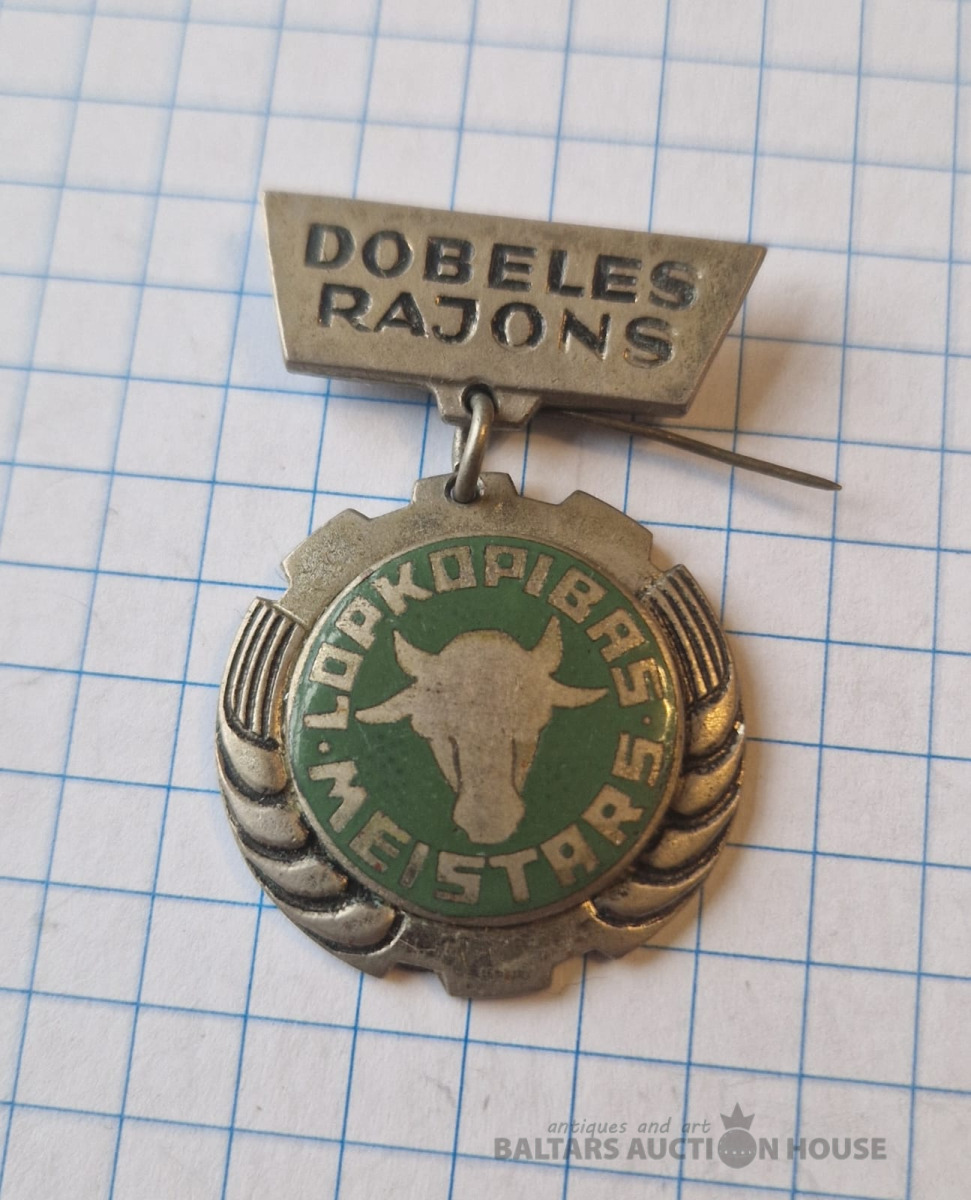 DOBELES
RAJONS
LOPKOPIBAS
MEISTARS
antiques and art
BALTARS AUCTION HOUSE